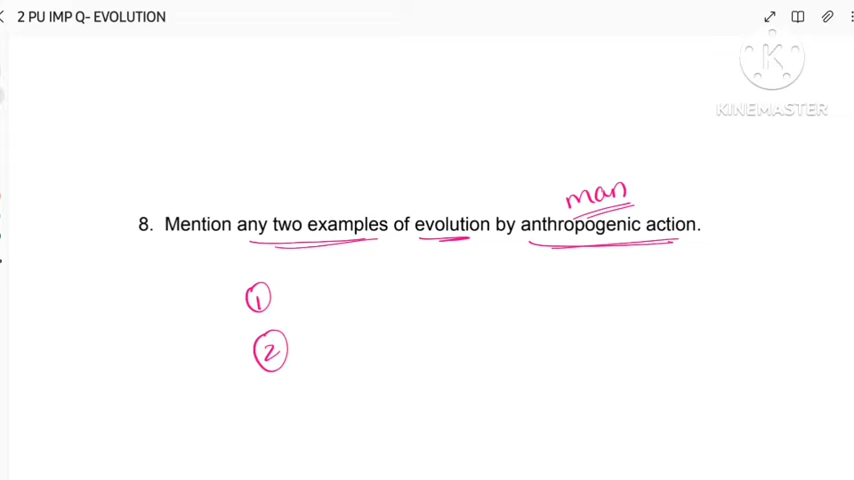 2 PU IMP Q- EVOLUTION
K
KINEMASTER
man
8. Mention any two examples of evolution by anthropogenic action.
1
2